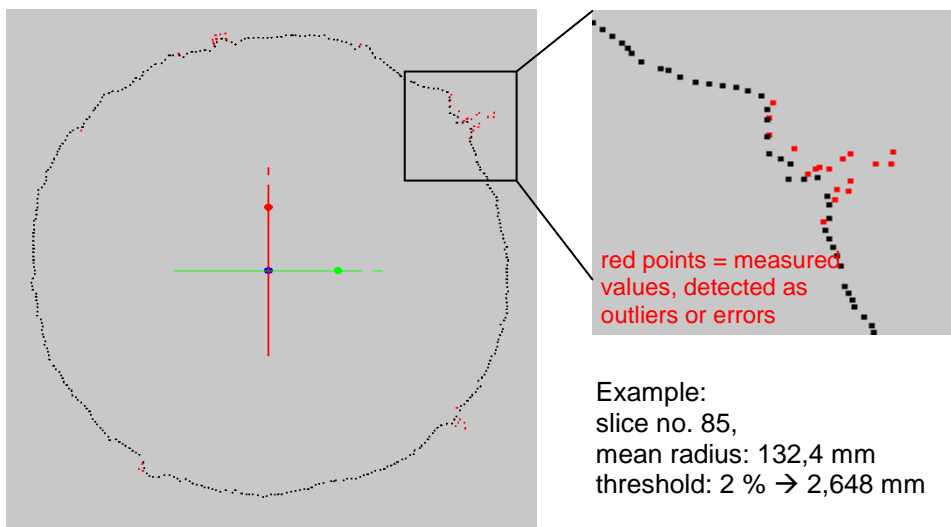 red points = measured
values, detected as
outliers or errors
Example:
slice no. 85,
mean radius: 132,4 mm
threshold: 2 % → 2,648 mm